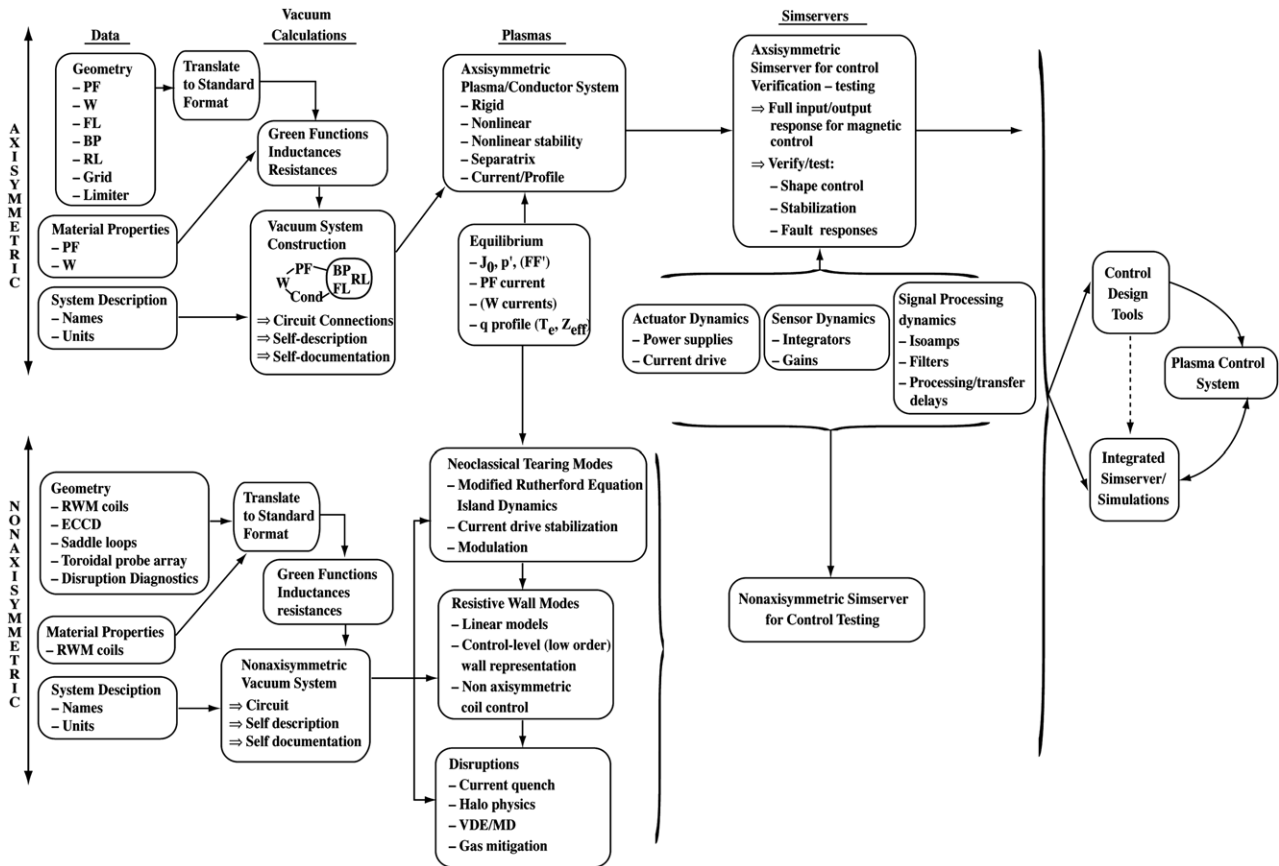 Data
Vacuum
Calculations
Plasmas
Simservers
AXISYMMETRIC
Geometry
– PF
– W
– FL
– BP
– RL
– Grid
– Limiter
Translate
to Standard
Format
Green Functions
Inductances
Resistances
Material Properties
– PF
– W
System Description
– Names
– Units
Vacuum System
Construction
PF
W
Cond
BP
RL
FL
⇒ Circuit Connections
⇒ Self-description
⇒ Self-documentation
Axsisymmetric
Plasma/Conductor System
– Rigid
– Nonlinear
– Nonlinear stability
– Separatrix
– Current/Profile
Equilibrium
– J0, p', (FF')
– PF current
– (W currents)
– q profile (Te, Zeff)
Axsisymmetric
Simserver for control
Verification – testing
⇒ Full input/output
response for magnetic
control
⇒ Verify/test:
– Shape control
– Stabilization
– Fault responses
Actuator Dynamics
– Power supplies
– Current drive
Sensor Dynamics
– Integrators
– Gains
Signal Processing
dynamics
– Isoamps
– Filters
– Processing/transfer
delays
Control
Design
Tools
Plasma Control
System
Integrated
Simserver/
Simulations
NONAXISYMMETRIC
Geometry
– RWM coils
– ECCD
– Saddle loops
– Toroidal probe array
– Disruption Diagnostics
Translate
to Standard
Format
Green Functions
Inductances
resistances
Material Properties
– RWM coils
System Desciption
– Names
– Units
Nonaxisymmetric
Vacuum System
⇒ Circuit
⇒ Self description
⇒ Self documentation
Neoclassical Tearing Modes
– Modified Rutherford Equation
Island Dynamics
– Current drive stabilization
– Modulation
Resistive Wall Modes
– Linear models
– Control-level (low order)
wall representation
– Non axisymmetric
coil control
Disruptions
– Current quench
– Halo physics
– VDE/MD
– Gas mitigation
Nonaxisymmetric Simserver
for Control Testing